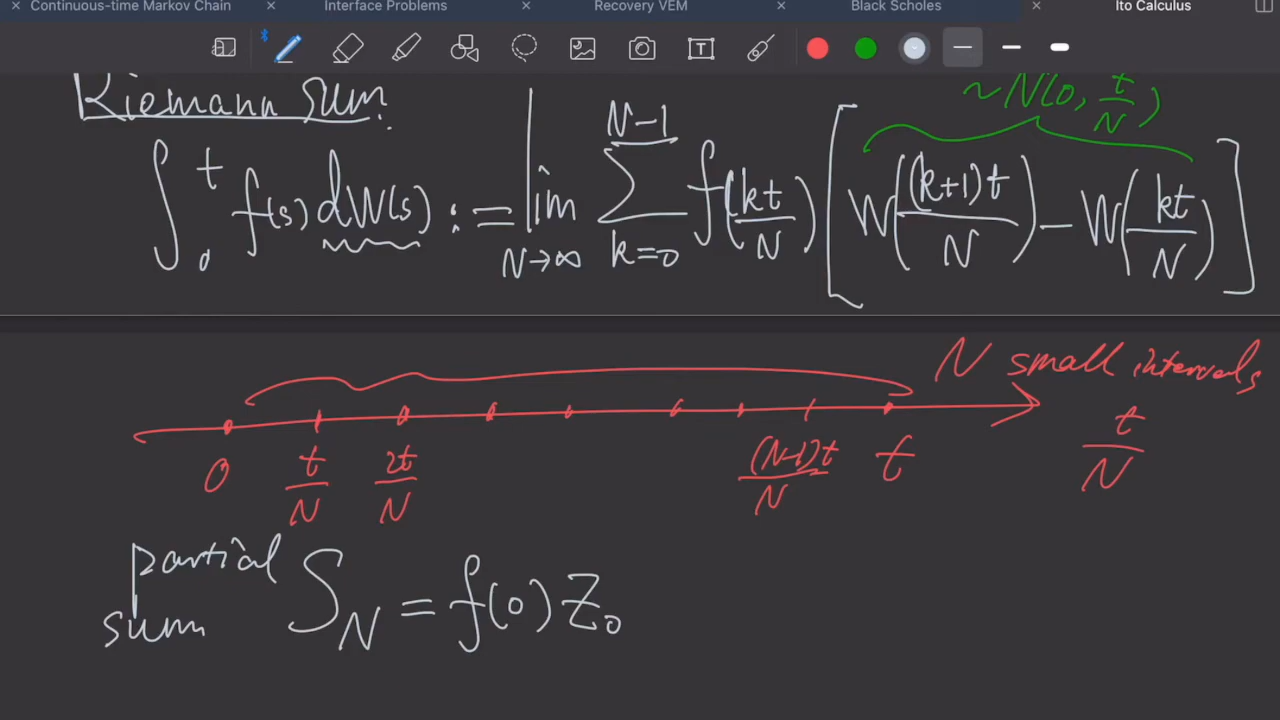 Continuous-time Markov Chain Interface Problems Recovery VEM Black Scholes Ito Calculus
T
Riemann sum:
~ N(0, t/N)
∫₀ᵗ f(s) dW(s) := lim_{N→∞} ∑_{k=0}^{N-1} f(kt/N) [W((k+1)t/N) - W(kt/N)]
N small intervals
0 t/N 2t/N (N-1)t/N t t/N
partial
sum S_N = f(0) Z₀